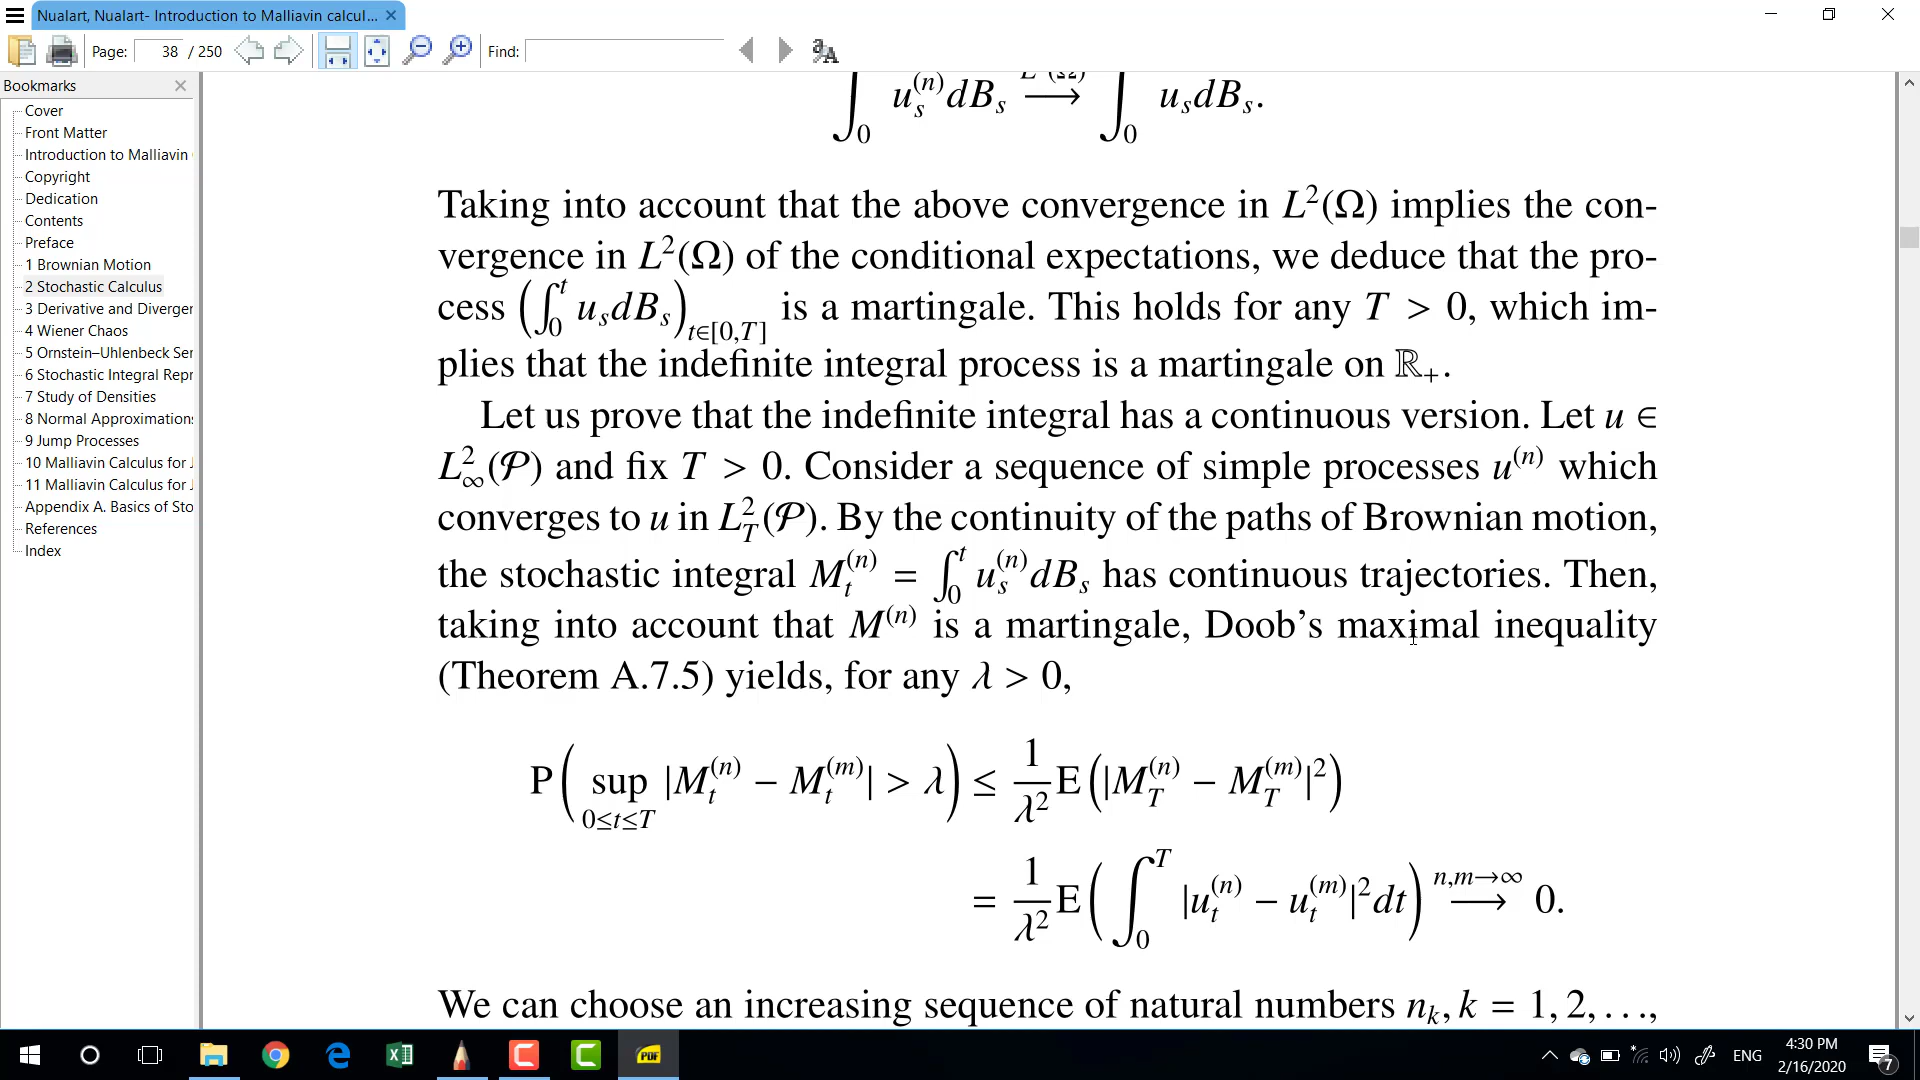 Nualart, Nualart- Introduction to Malliavin calcul...
Page: 38 / 250 Find:
Bookmarks
Cover
Front Matter
Introduction to Malliavin
Copyright
Dedication
Contents
Preface
1 Brownian Motion
2 Stochastic Calculus
3 Derivative and Diverger
4 Wiener Chaos
5 Ornstein–Uhlenbeck Ser
6 Stochastic Integral Repr
7 Study of Densities
8 Normal Approximations
9 Jump Processes
10 Malliavin Calculus for J
11 Malliavin Calculus for J
Appendix A. Basics of Sto
References
Index
∫₀ u_s^{(n)} dB_s ⟶^{L²(Ω)} ∫₀ u_s dB_s.
Taking into account that the above convergence in L²(Ω) implies the con-
vergence in L²(Ω) of the conditional expectations, we deduce that the pro-
cess (∫₀^t u_s dB_s)_{t∈[0,T]} is a martingale. This holds for any T > 0, which im-
plies that the indefinite integral process is a martingale on ℝ₊.
Let us prove that the indefinite integral has a continuous version. Let u ∈
L²_∞(𝒫) and fix T > 0. Consider a sequence of simple processes u^{(n)} which
converges to u in L²_T(𝒫). By the continuity of the paths of Brownian motion,
the stochastic integral M_t^{(n)} = ∫₀^t u_s^{(n)} dB_s has continuous trajectories. Then,
taking into account that M^{(n)} is a martingale, Doob's maximal inequality
(Theorem A.7.5) yields, for any λ > 0,
P( sup_{0≤t≤T} |M_t^{(n)} − M_t^{(m)}| > λ ) ≤ 1/λ² E( |M_T^{(n)} − M_T^{(m)}|² )
= 1/λ² E( ∫₀^T |u_t^{(n)} − u_t^{(m)}|² dt ) ⟶^{n,m→∞} 0.
We can choose an increasing sequence of natural numbers n_k, k = 1, 2, . . .,
PDF
ENG
4:30 PM
2/16/2020
7